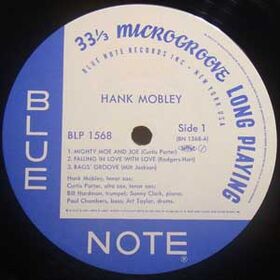 33⅓ MICROGROOVE LONG PLAYING
BLUE NOTE RECORDS INC • NEW YORK USA
HANK MOBLEY
BLP 1568
Side 1
(BN 1568-A)
1. MIGHTY MOE AND JOE (Curtis Porter)
2. FALLING IN LOVE WITH LOVE (Rodgers-Hart)
3. BAGS' GROOVE (Milt Jackson)
Hank Mobley, tenor sax;
Curtis Porter, alto sax, tenor sax;
Bill Hardman, trumpet; Sonny Clark, piano;
Paul Chambers, bass; Art Taylor, drums.
BLUE
NOTE
®